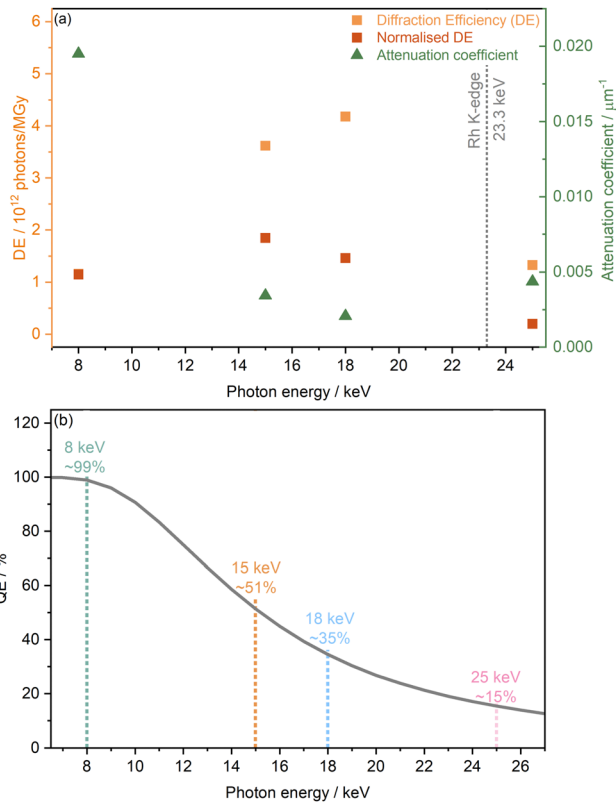 (a)
Diffraction Efficiency (DE)
Normalised DE
Attenuation coefficient
Rh K-edge
23.3 keV
DE / 10¹² photons/MGy
6
5
4
3
2
1
0
Attenuation coefficient / μm⁻¹
0.020
0.015
0.010
0.005
0.000
8 10 12 14 16 18 20 22 24
Photon energy / keV
(b)
QE / %
120
100
80
60
40
20
0
8 keV
~99%
15 keV
~51%
18 keV
~35%
25 keV
~15%
8 10 12 14 16 18 20 22 24 26
Photon energy / keV